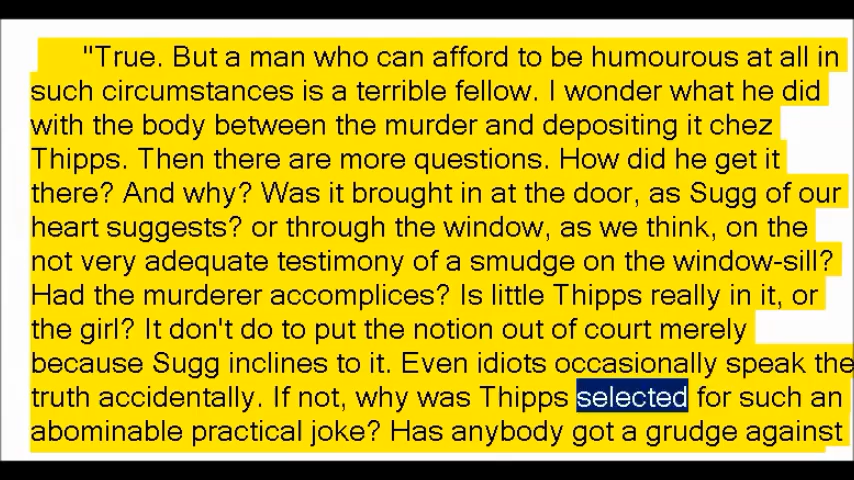 "True. But a man who can afford to be humourous at all in
such circumstances is a terrible fellow. I wonder what he did
with the body between the murder and depositing it chez
Thipps. Then there are more questions. How did he get it
there? And why? Was it brought in at the door, as Sugg of our
heart suggests? or through the window, as we think, on the
not very adequate testimony of a smudge on the window-sill?
Had the murderer accomplices? Is little Thipps really in it, or
the girl? It don't do to put the notion out of court merely
because Sugg inclines to it. Even idiots occasionally speak the
truth accidentally. If not, why was Thipps selected for such an
abominable practical joke? Has anybody got a grudge against